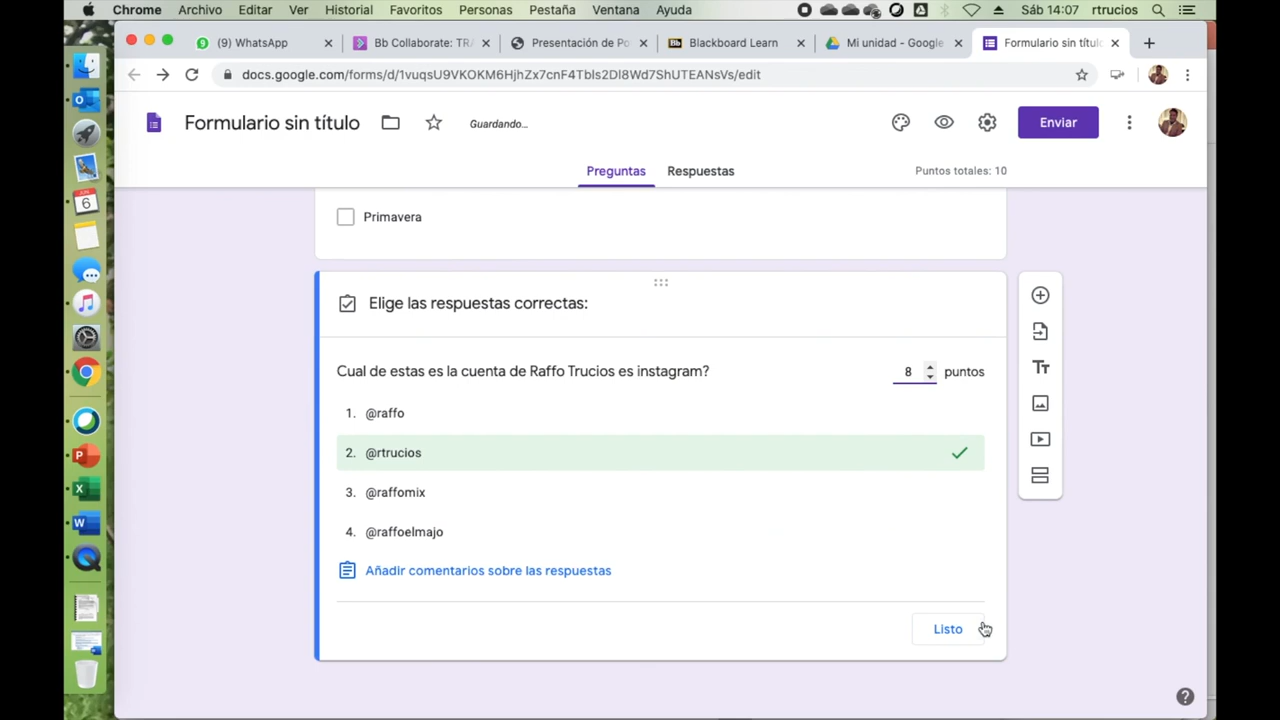 Chrome Archivo Editar Ver Historial Favoritos Personas Pestaña Ventana Ayuda Sáb 14:07 rtrucios
(9) WhatsApp Bb Collaborate: TRA Presentación de Po Blackboard Learn Mi unidad - Google Formulario sin título
docs.google.com/forms/d/1vuqsU9VKOKM6HjhZx7cnF4Tbls2Dl8Wd7ShUTEANsVs/edit
Formulario sin título Guardando... Enviar
Preguntas Respuestas Puntos totales: 10
JUN
6
Primavera
Elige las respuestas correctas:
Cual de estas es la cuenta de Raffo Trucios es instagram? 8 puntos
1. @raffo
2. @rtrucios
3. @raffomix
4. @raffoelmajo
Añadir comentarios sobre las respuestas
Listo